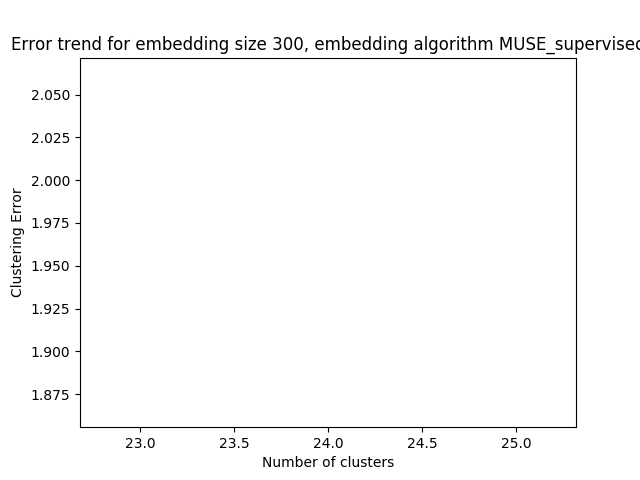 Error trend for embedding size 300, embedding algorithm MUSE_supervised
2.050
2.025
2.000
1.975
1.950
1.925
1.900
1.875
Clustering Error
23.0 23.5 24.0 24.5 25.0
Number of clusters